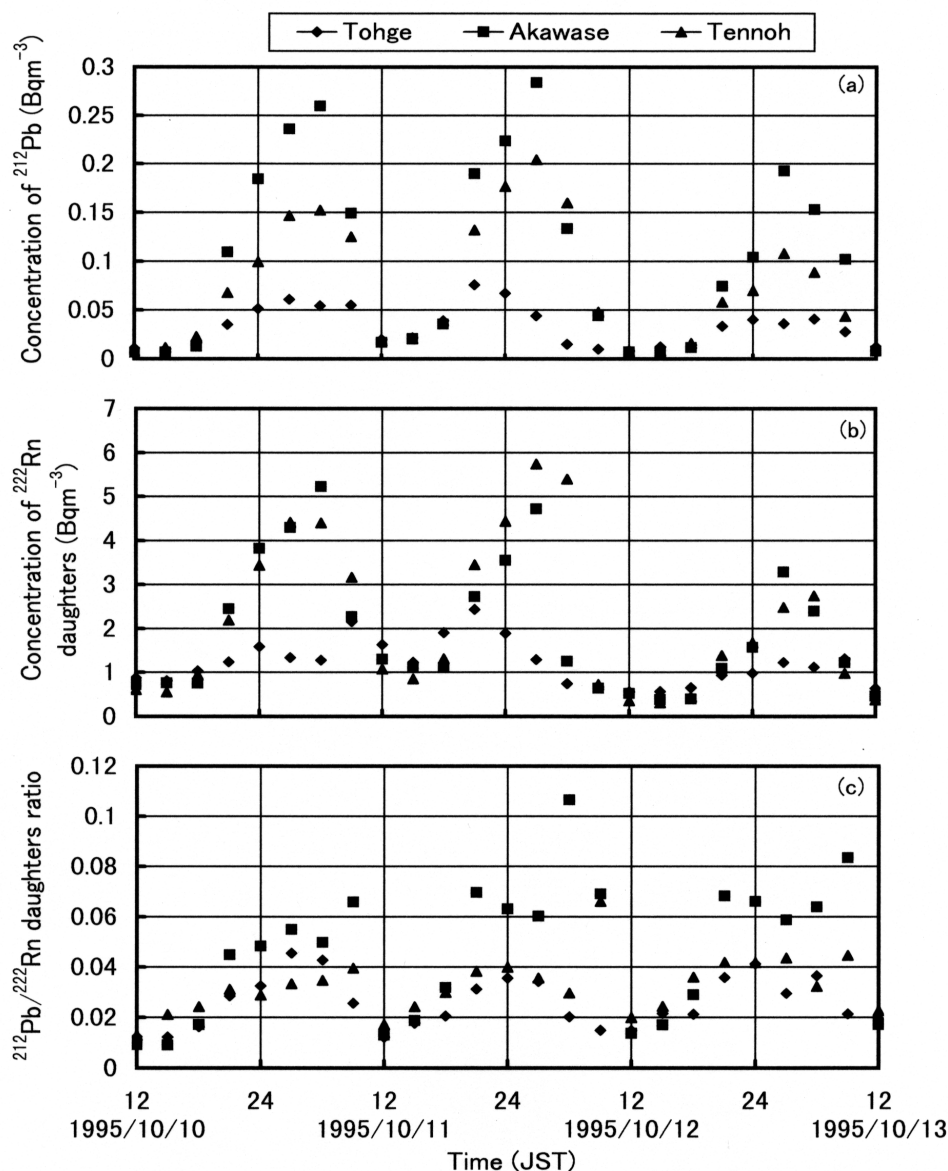 Tohge Akawase Tennoh
(a)
Concentration of ²¹²Pb (Bqm⁻³)
0.3
0.25
0.2
0.15
0.1
0.05
0
(b)
Concentration of ²²²Rn
daughters (Bqm⁻³)
7
6
5
4
3
2
1
0
(c)
²¹²Pb/²²²Rn daughters ratio
0.12
0.1
0.08
0.06
0.04
0.02
0
12 24 12 24 12 24 12
1995/10/10 1995/10/11 1995/10/12 1995/10/13
Time (JST)